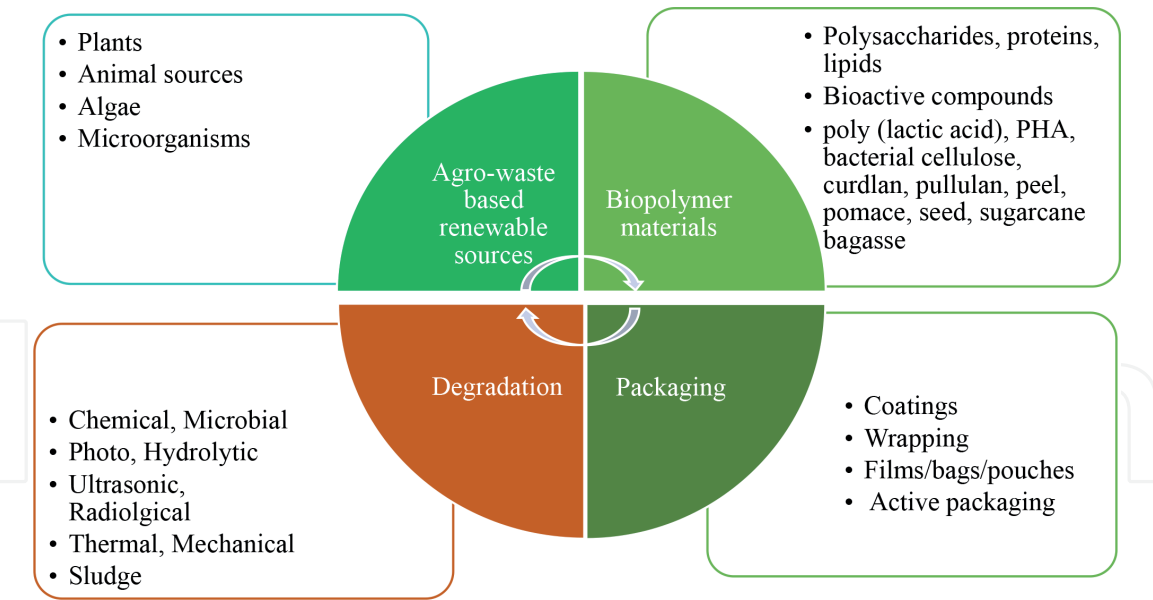 • Plants
• Animal sources
• Algae
• Microorganisms
• Polysaccharides, proteins,
lipids
• Bioactive compounds
• poly (lactic acid), PHA,
bacterial cellulose,
curdlan, pullulan, peel,
pomace, seed, sugarcane
bagasse
Agro-waste
based
renewable
sources
Biopolymer
materials
Degradation
Packaging
• Chemical, Microbial
• Photo, Hydrolytic
• Ultrasonic,
Radiolgical
• Thermal, Mechanical
• Sludge
• Coatings
• Wrapping
• Films/bags/pouches
• Active packaging